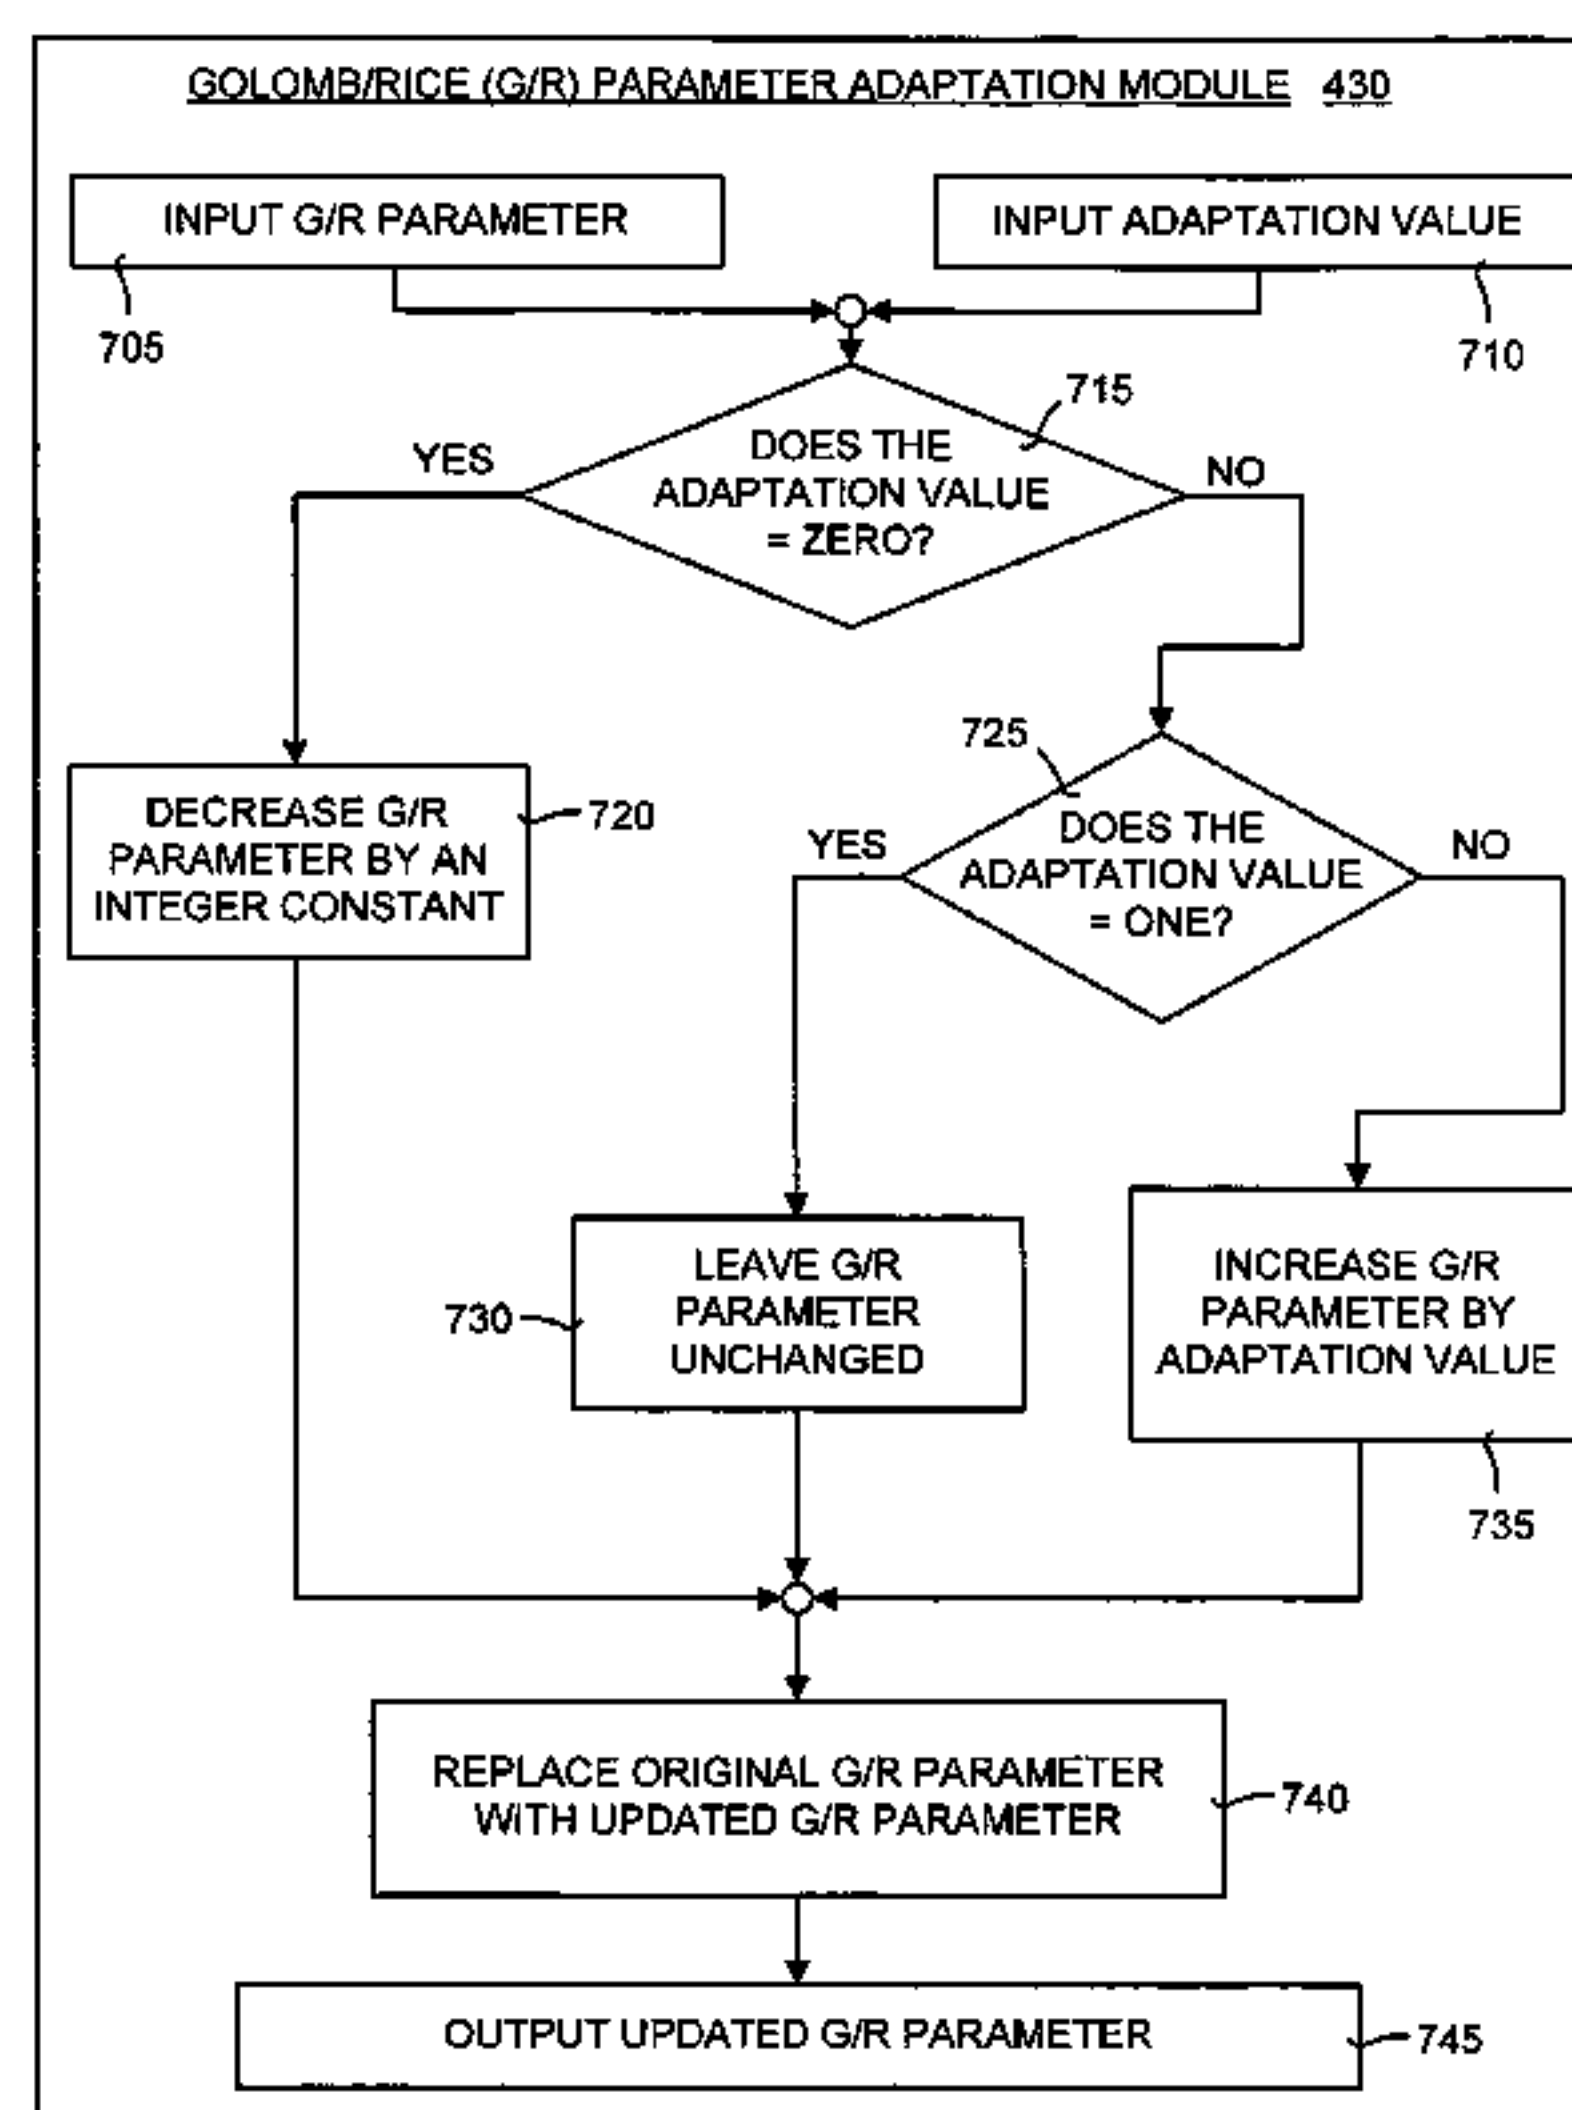 GOLOMB/RICE (G/R) PARAMETER ADAPTATION MODULE 430
INPUT G/R PARAMETER
INPUT ADAPTATION VALUE
705
710
715
DOES THE
ADAPTATION VALUE
= ZERO?
YES
NO
725
DOES THE
ADAPTATION VALUE
= ONE?
YES
NO
DECREASE G/R
PARAMETER BY AN
INTEGER CONSTANT
720
LEAVE G/R
PARAMETER
UNCHANGED
730
INCREASE G/R
PARAMETER BY
ADAPTATION VALUE
735
REPLACE ORIGINAL G/R PARAMETER
WITH UPDATED G/R PARAMETER
740
OUTPUT UPDATED G/R PARAMETER
745